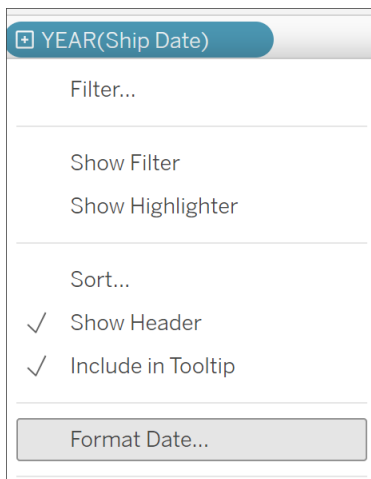 YEAR(Ship Date)
Filter...
Show Filter
Show Highlighter
Sort...
Show Header
Include in Tooltip
Format Date...